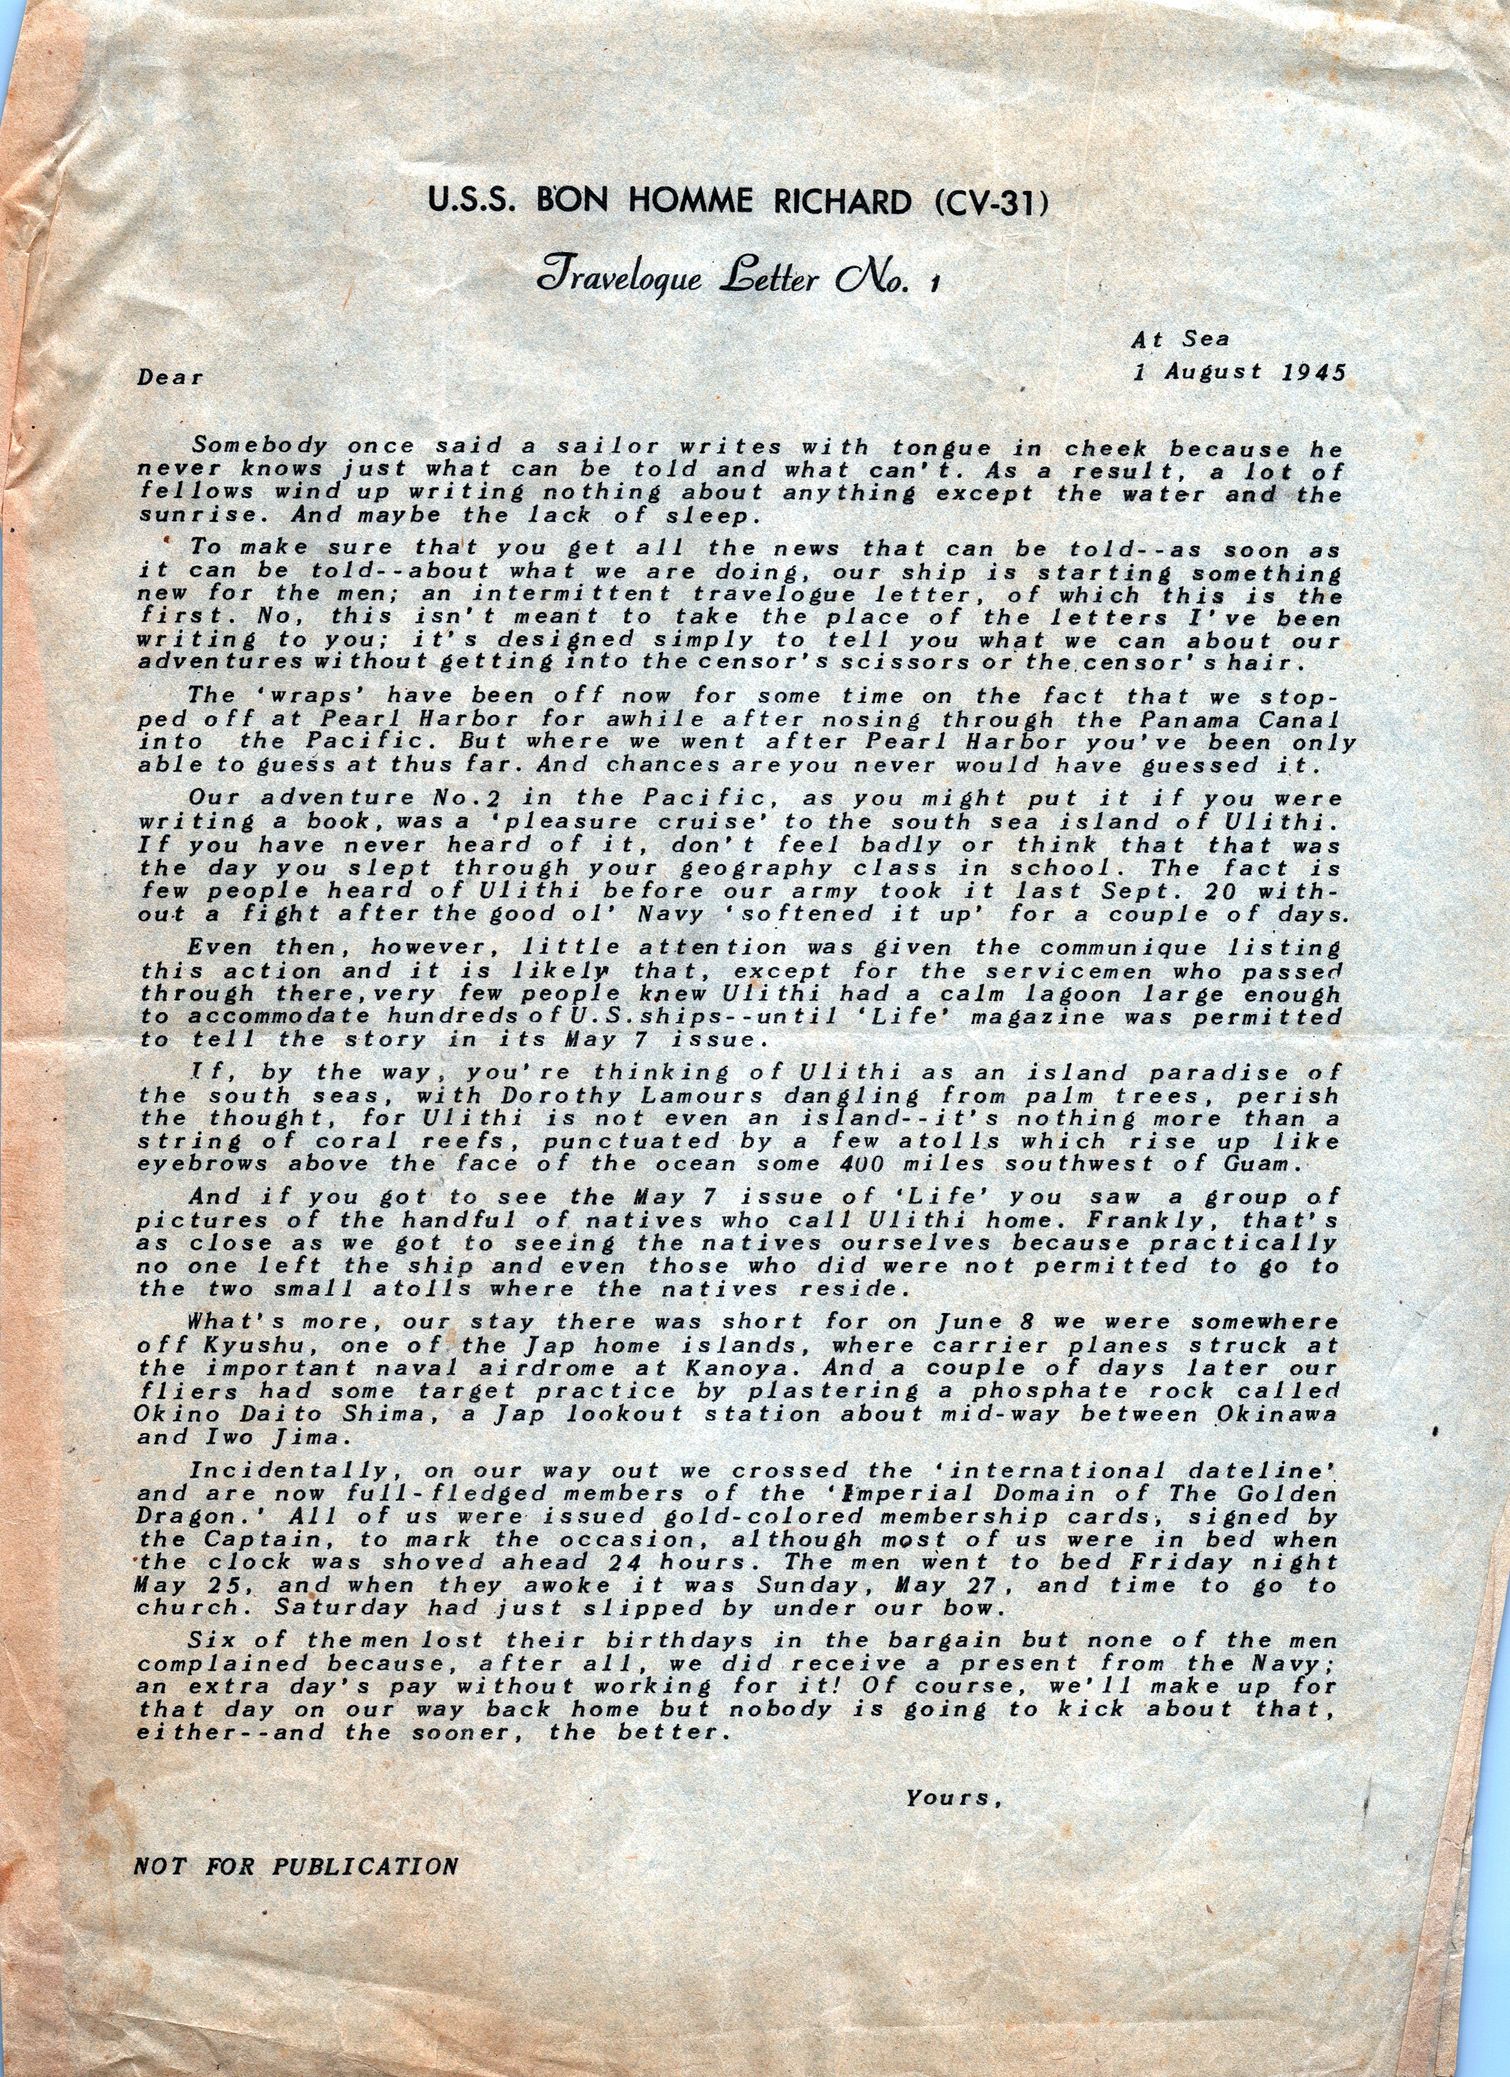 U.S.S. BON HOMME RICHARD (CV-31)
Travelogue Letter No. 1
At Sea
1 August 1945
Dear
Somebody once said a sailor writes with tongue in cheek because he
never knows just what can be told and what can't. As a result, a lot of
fellows wind up writing nothing about anything except the water and the
sunrise. And maybe the lack of sleep.
To make sure that you get all the news that can be told--as soon as
it can be told--about what we are doing, our ship is starting something
new for the men; an intermittent travelogue letter, of which this is the
first. No, this isn't meant to take the place of the letters I've been
writing to you; it's designed simply to tell you what we can about our
adventures without getting into the censor's scissors or the censor's hair.
The 'wraps' have been off now for some time on the fact that we stop-
ped off at Pearl Harbor for awhile after nosing through the Panama Canal
into the Pacific. But where we went after Pearl Harbor you've been only
able to guess at thus far. And chances are you never would have guessed it.
Our adventure No.2 in the Pacific, as you might put it if you were
writing a book, was a 'pleasure cruise' to the south sea island of Ulithi.
If you have never heard of it, don't feel badly or think that that was
the day you slept through your geography class in school. The fact is
few people heard of Ulithi before our army took it last Sept. 20 with-
out a fight after the good ol' Navy 'softened it up' for a couple of days.
Even then, however, little attention was given the communique listing
this action and it is likely that, except for the servicemen who passed
through there, very few people knew Ulithi had a calm lagoon large enough
to accommodate hundreds of U.S. ships--until 'Life' magazine was permitted
to tell the story in its May 7 issue.
If, by the way, you're thinking of Ulithi as an island paradise of
the south seas, with Dorothy Lamours dangling from palm trees, perish
the thought, for Ulithi is not even an island--it's nothing more than a
string of coral reefs, punctuated by a few atolls which rise up like
eyebrows above the face of the ocean some 400 miles southwest of Guam.
And if you got to see the May 7 issue of 'Life' you saw a group of
pictures of the handful of natives who call Ulithi home. Frankly, that's
as close as we got to seeing the natives ourselves because practically
no one left the ship and even those who did were not permitted to go to
the two small atolls where the natives reside.
What's more, our stay there was short for on June 8 we were somewhere
off Kyushu, one of the Jap home islands, where carrier planes struck at
the important naval airdrome at Kanoya. And a couple of days later our
fliers had some target practice by plastering a phosphate rock called
Okino Daito Shima, a Jap lookout station about mid-way between Okinawa
and Iwo Jima.
Incidentally, on our way out we crossed the 'international dateline'
and are now full-fledged members of the 'Imperial Domain of The Golden
Dragon.' All of us were issued gold-colored membership cards, signed by
the Captain, to mark the occasion, although most of us were in bed when
the clock was shoved ahead 24 hours. The men went to bed Friday night
May 25, and when they awoke it was Sunday, May 27, and time to go to
church. Saturday had just slipped by under our bow.
Six of the men lost their birthdays in the bargain but none of the men
complained because, after all, we did receive a present from the Navy;
an extra day's pay without working for it! Of course, we'll make up for
that day on our way back home but nobody is going to kick about that,
either--and the sooner, the better.
Yours,
NOT FOR PUBLICATION